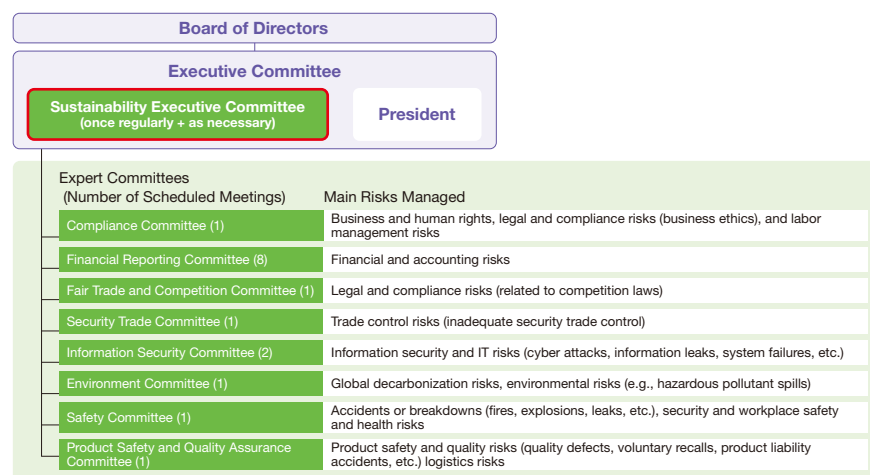 Board of Directors
Executive Committee
Sustainability Executive Committee
(once regularly + as necessary)
President
Expert Committees
(Number of Scheduled Meetings)
Main Risks Managed
Compliance Committee (1)
Business and human rights, legal and compliance risks (business ethics), and labor
management risks
Financial Reporting Committee (8)
Financial and accounting risks
Fair Trade and Competition Committee (1)
Legal and compliance risks (related to competition laws)
Security Trade Committee (1)
Trade control risks (inadequate security trade control)
Information Security Committee (2)
Information security and IT risks (cyber attacks, information leaks, system failures, etc.)
Environment Committee (1)
Global decarbonization risks, environmental risks (e.g., hazardous pollutant spills)
Safety Committee (1)
Accidents or breakdowns (fires, explosions, leaks, etc.), security and workplace safety
and health risks
Product Safety and Quality Assurance
Committee (1)
Product safety and quality risks (quality defects, voluntary recalls, product liability
accidents, etc.) logistics risks